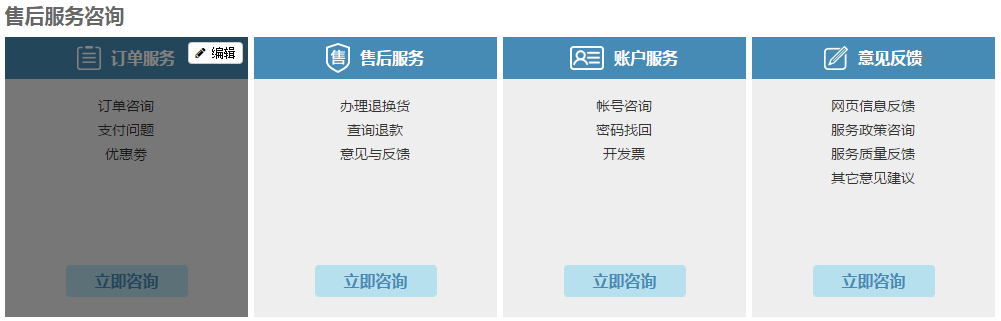 售后服务咨询
订单服务
编辑
订单咨询
支付问题
优惠劵
立即咨询
售
售后服务
办理退换货
查询退款
意见与反馈
立即咨询
账户服务
帐号咨询
密码找回
开发票
立即咨询
意见反馈
网页信息反馈
服务政策咨询
服务质量反馈
其它意见建议
立即咨询